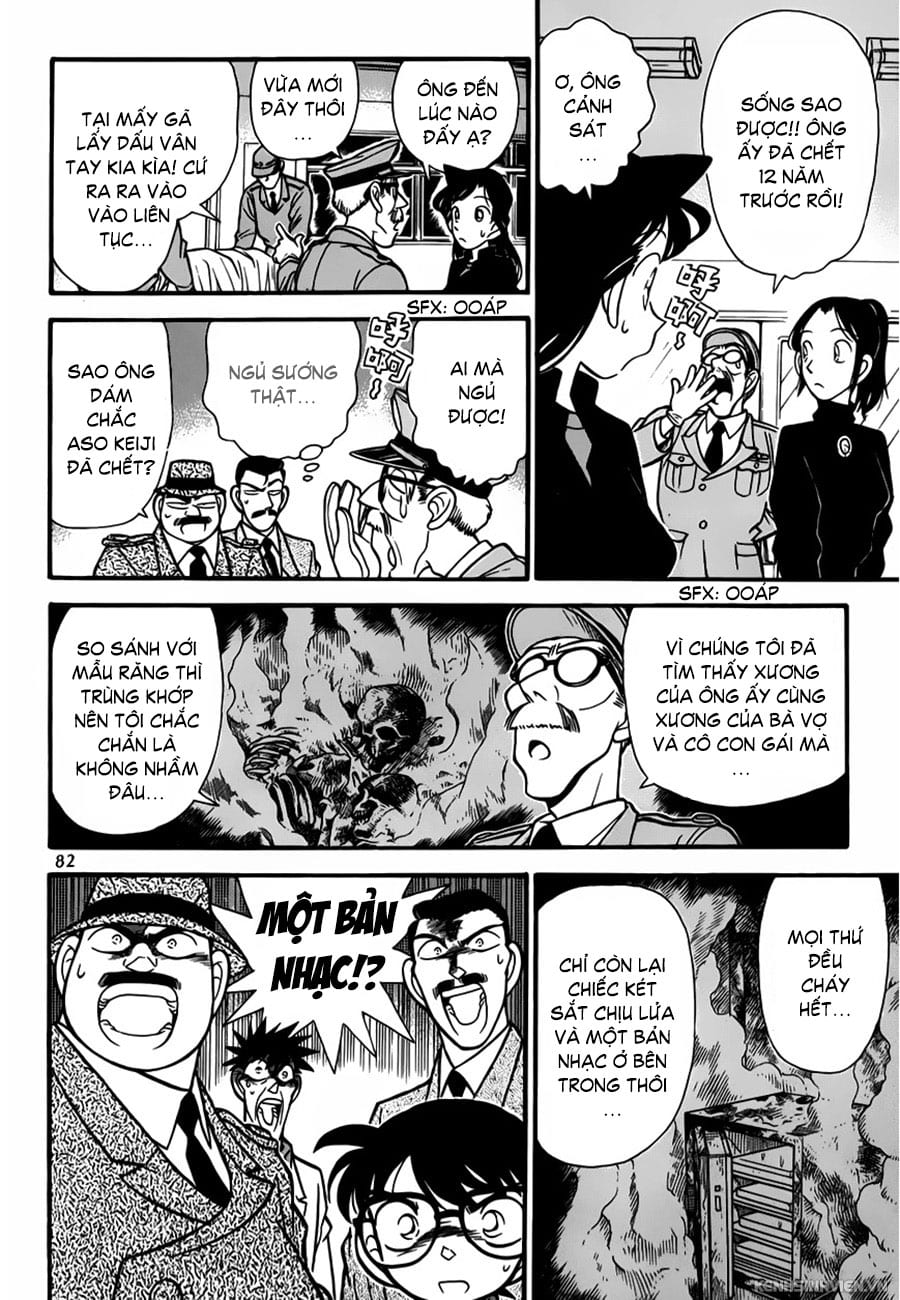 SỐNG SAO
ĐƯỢC!! ÔNG
ẤY ĐÃ CHẾT
12 NĂM
TRƯỚC RỒI!
Ơ, ÔNG
CẢNH
SÁT
...
呼
啊
~
SFX: OOÁP
ÔNG ĐẾN
LÚC NÀO
ĐẤY Ạ?
VỪA MỚI
ĐÂY THÔI
...
TẠI MẤY GÃ
LẤY DẤU VÂN
TAY KIA KÌA! CỨ
RA RA VÀO
VÀO LIÊN
TỤC...
SFX: OOÁP
呼
啊
~
AI MÀ
NGỦ
ĐƯỢC!
NGỦ SƯỚNG
THẬT...
SAO ÔNG
DÁM
CHẮC
ASO KEIJI
ĐÃ CHẾT?
VÌ CHÚNG TÔI ĐÃ
TÌM THẤY XƯƠNG
CỦA ÔNG ẤY CÙNG
XƯƠNG CỦA BÀ VỢ
VÀ CÔ CON GÁI MÀ
...
SO SÁNH VỚI
MẪU RĂNG THÌ
TRÙNG KHỚP
NÊN TÔI CHẮC
CHẮN LÀ
KHÔNG NHẦM
ĐÂU...
82
MỌI THỨ
ĐỀU
CHÁY
HẾT...
CHỈ CÒN LẠI
CHIẾC KÉT
SẮT CHỊU LỬA
VÀ MỘT BẢN
NHẠC Ở BÊN
TRONG THÔI
...
MỘT BẢN
NHẠC!?
KENHSINHVIEN.VN